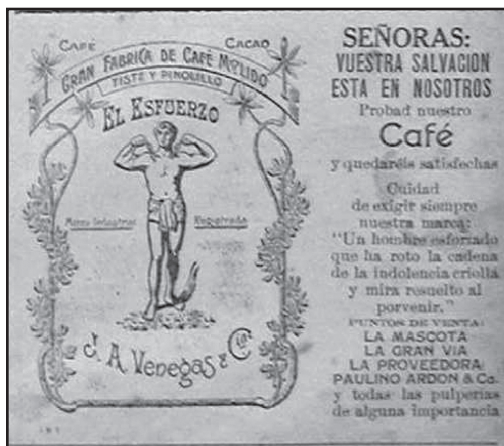 CAFÉ CACAO
GRAN FABRICA DE CAFE MOLIDO
TISTE Y PINOLILLO
EL ESFUERZO
Marca Industrial Registrada
J. A. Venegas & Cía
SEÑORAS:
VUESTRA SALVACION
ESTA EN NOSOTROS
Probad nuestro
Café
y quedaréis satisfechas
Cuidad
de exigir siempre
nuestra marca:
"Un hombre esforzado
que ha roto la cadena
de la indolencia criolla
y mira resuelto al
porvenir."
PUNTOS DE VENTA:
LA MASCOTA
LA GRAN VIA
LA PROVEEDORA
PAULINO ARDON & Co.
y todas las pulperias
de alguna importancia